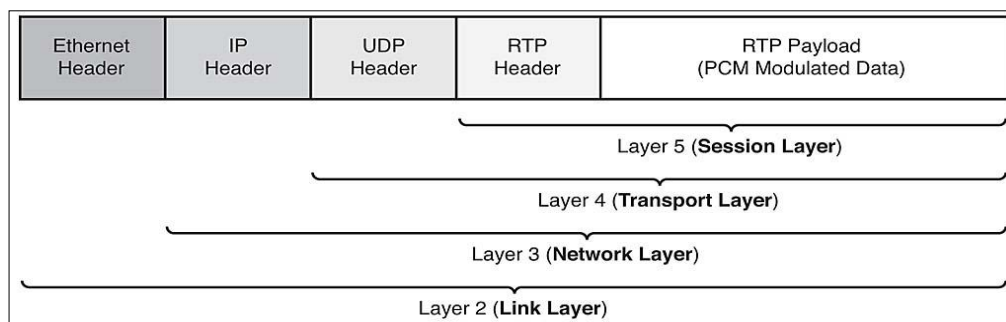 Ethernet
Header
IP
Header
UDP
Header
RTP
Header
RTP Payload
(PCM Modulated Data)
Layer 5 (Session Layer)
Layer 4 (Transport Layer)
Layer 3 (Network Layer)
Layer 2 (Link Layer)